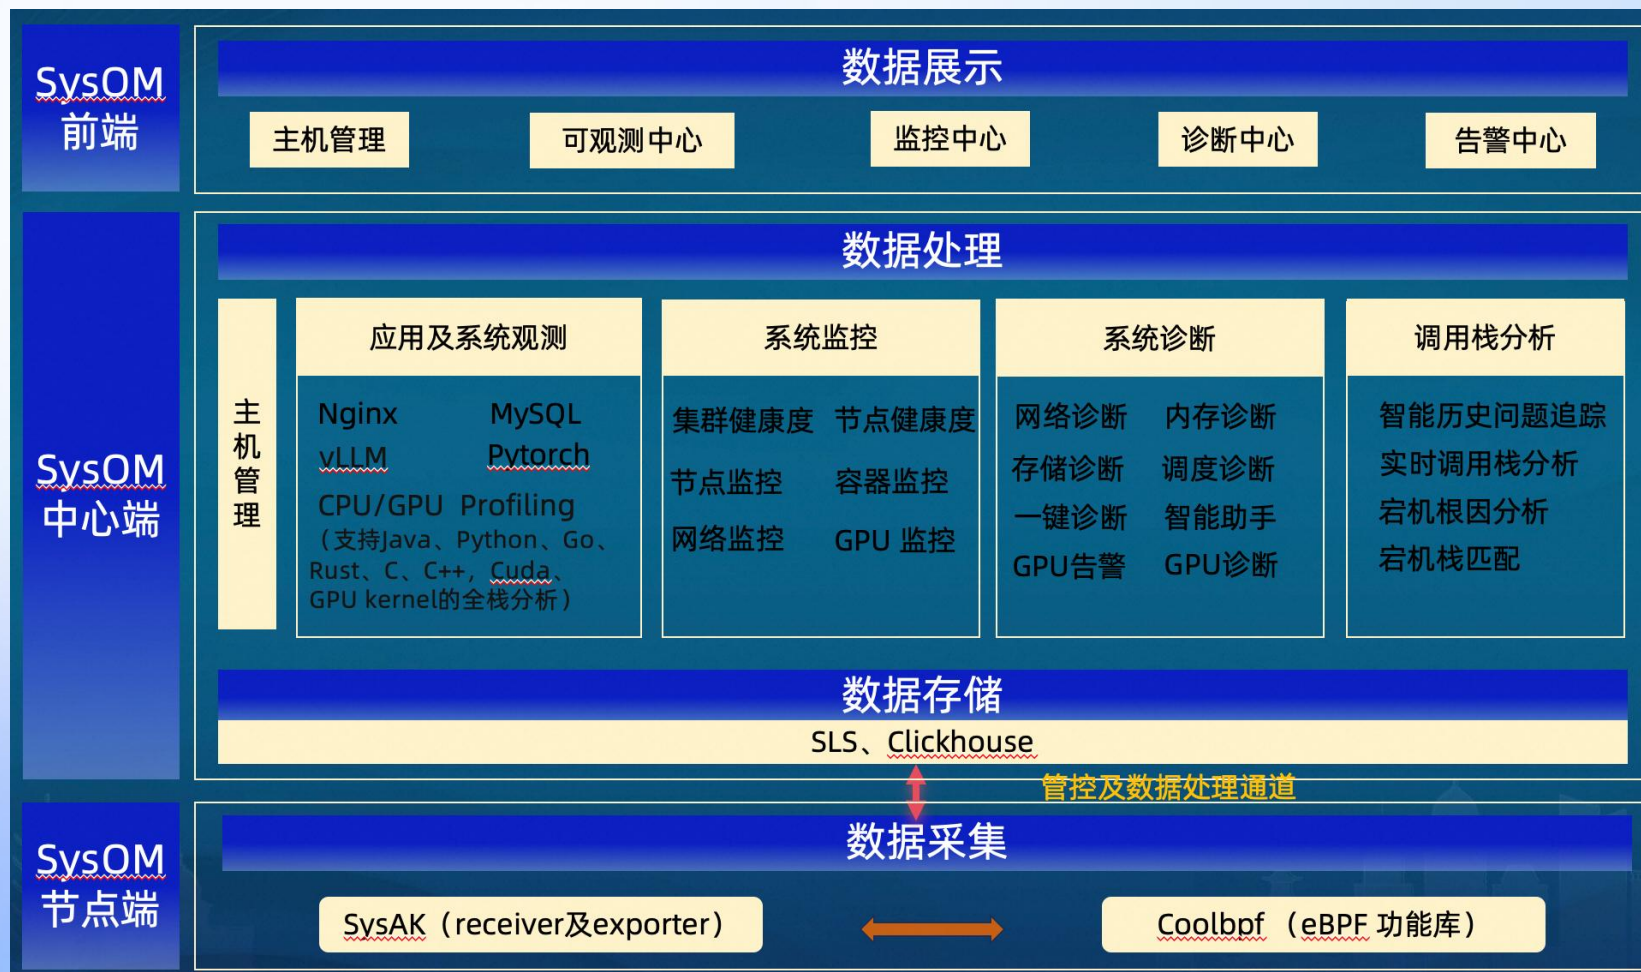 SysOM
前端
数据展示
主机管理
可观测中心
监控中心
诊断中心
告警中心
SysOM
中心端
数据处理
主机管理
应用及系统观测
Nginx MySQL
vLLM Pytorch
CPU/GPU Profiling
（支持Java、Python、Go、
Rust、C、C++，Cuda、
GPU kernel的全栈分析）
系统监控
集群健康度 节点健康度
节点监控 容器监控
网络监控 GPU 监控
系统诊断
网络诊断 内存诊断
存储诊断 调度诊断
一键诊断 智能助手
GPU告警 GPU诊断
调用栈分析
智能历史问题追踪
实时调用栈分析
宕机根因分析
宕机栈匹配
数据存储
SLS、Clickhouse
管控及数据处理通道
SysOM
节点端
数据采集
SysAK（receiver及exporter）
Coolbpf （eBPF 功能库）